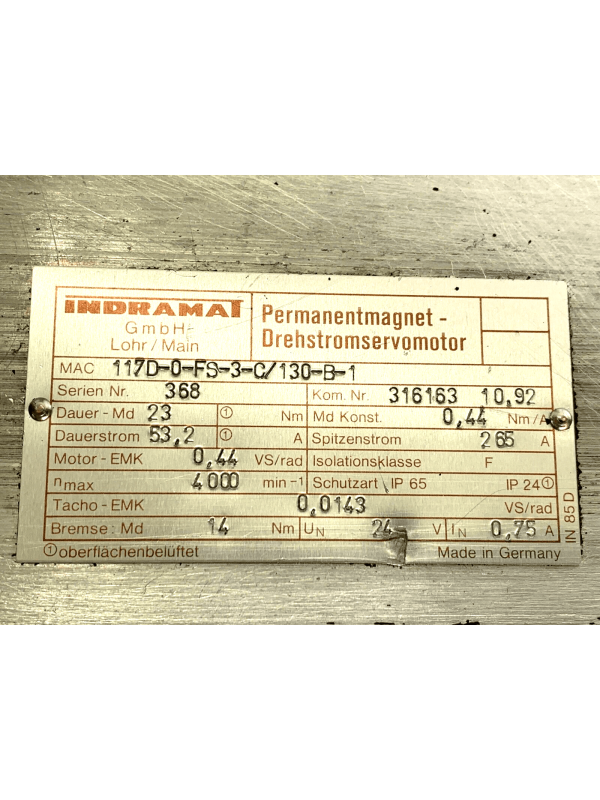 INDRAMAT
GmbH
Lohr / Main
Permanentmagnet -
Drehstromservomotor
MAC 117D-0-FS-3-C/130-B-1
Serien Nr. 368 Kom. Nr. 316163 10,92
Dauer - Md 23 ① Nm Md Konst. 0,44 Nm/A
Dauerstrom 53,2 ① A Spitzenstrom 265 A
Motor - EMK 0,44 VS/rad Isolationsklasse F
n max 4000 min -1 Schutzart IP 65 IP 24①
Tacho - EMK 0,0143 VS/rad
Bremse: Md 14 Nm UN 24 V IN 0,75 A
①oberflächenbelüftet Made in Germany
IN 85 D